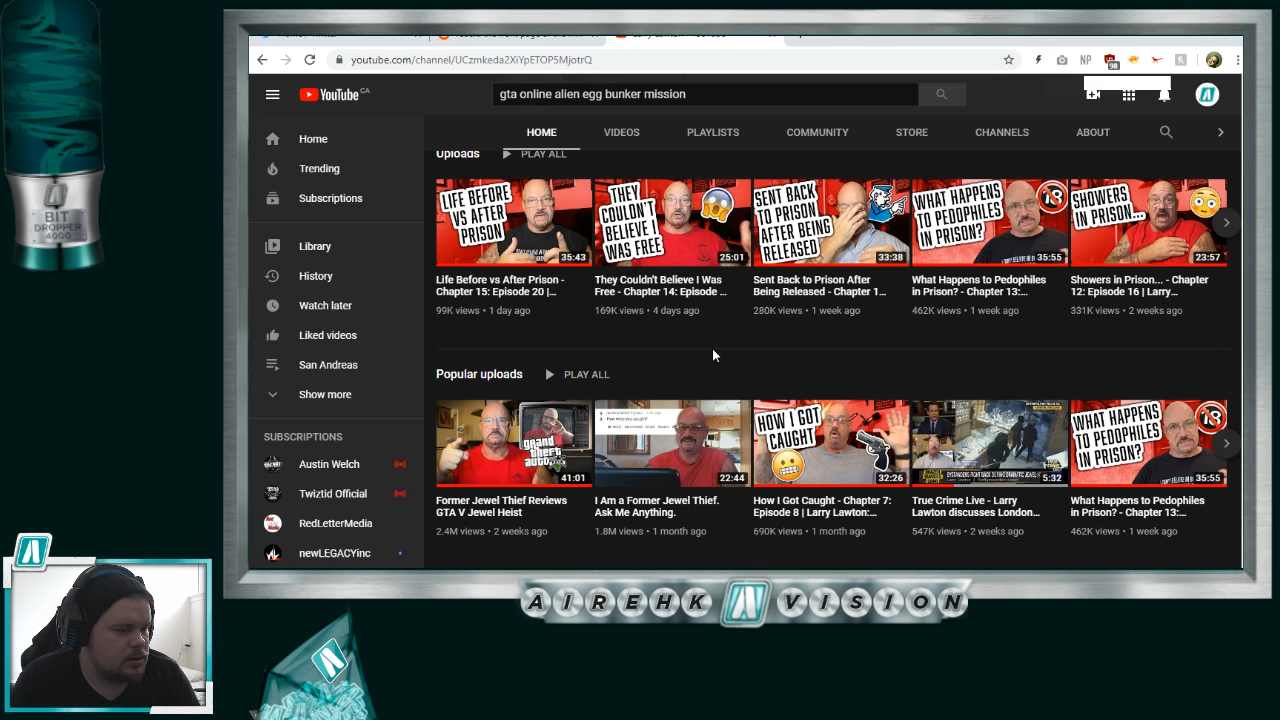 youtube.com/channel/UCzmkeda2XiYpETOP5MjotrQ
NP
98
YouTube CA
gta online alien egg bunker mission
HOME VIDEOS PLAYLISTS COMMUNITY STORE CHANNELS ABOUT
Home
Trending
Subscriptions
Library
History
Watch later
Liked videos
San Andreas
Show more
SUBSCRIPTIONS
Austin Welch
Twiztid Official
RedLetterMedia
newLEGACYinc
Uploads PLAY ALL
LIFE BEFORE
VS AFTER
PRISON
35:43
THEY
COULDN'T
BELIEVE I
WAS FREE
25:01
SENT BACK
TO PRISON
AFTER BEING
RELEASED
33:38
WHAT HAPPENS
TO PEDOPHILES
IN PRISON?
18
35:55
SHOWERS
IN PRISON...
23:57
Life Before vs After Prison -
Chapter 15: Episode 20 |...
99K views • 1 day ago
They Couldn't Believe I Was
Free - Chapter 14: Episode ...
169K views • 4 days ago
Sent Back to Prison After
Being Released - Chapter 1...
280K views • 1 week ago
What Happens to Pedophiles
in Prison? - Chapter 13:...
462K views • 1 week ago
Showers in Prison... - Chapter
12: Episode 16 | Larry...
331K views • 2 weeks ago
Popular uploads PLAY ALL
grand
theft
auto
41:01
22:44
HOW I GOT
CAUGHT
32:26
5:32
WHAT HAPPENS
TO PEDOPHILES
IN PRISON?
18
35:55
Former Jewel Thief Reviews
GTA V Jewel Heist
2.4M views • 2 weeks ago
I Am a Former Jewel Thief.
Ask Me Anything.
1.8M views • 1 month ago
How I Got Caught - Chapter 7:
Episode 8 | Larry Lawton:...
690K views • 1 month ago
True Crime Live - Larry
Lawton discusses London...
547K views • 2 weeks ago
What Happens to Pedophiles
in Prison? - Chapter 13:...
462K views • 1 week ago
BIT
DROPPER
4000
AIREHK VISION